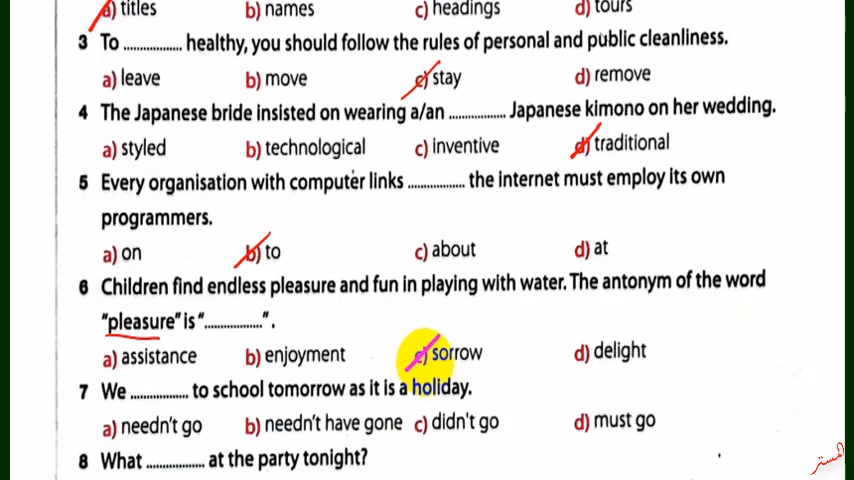 a) titles b) names c) headings d) tours
3 To ................. healthy, you should follow the rules of personal and public cleanliness.
a) leave b) move c) stay d) remove
4 The Japanese bride insisted on wearing a/an ................ Japanese kimono on her wedding.
a) styled b) technological c) inventive d) traditional
5 Every organisation with computer links ................ the internet must employ its own
programmers.
a) on b) to c) about d) at
6 Children find endless pleasure and fun in playing with water. The antonym of the word
"pleasure" is ".................".
a) assistance b) enjoyment c) sorrow d) delight
7 We ................ to school tomorrow as it is a holiday.
a) needn't go b) needn't have gone c) didn't go d) must go
8 What ................ at the party tonight?
المستر